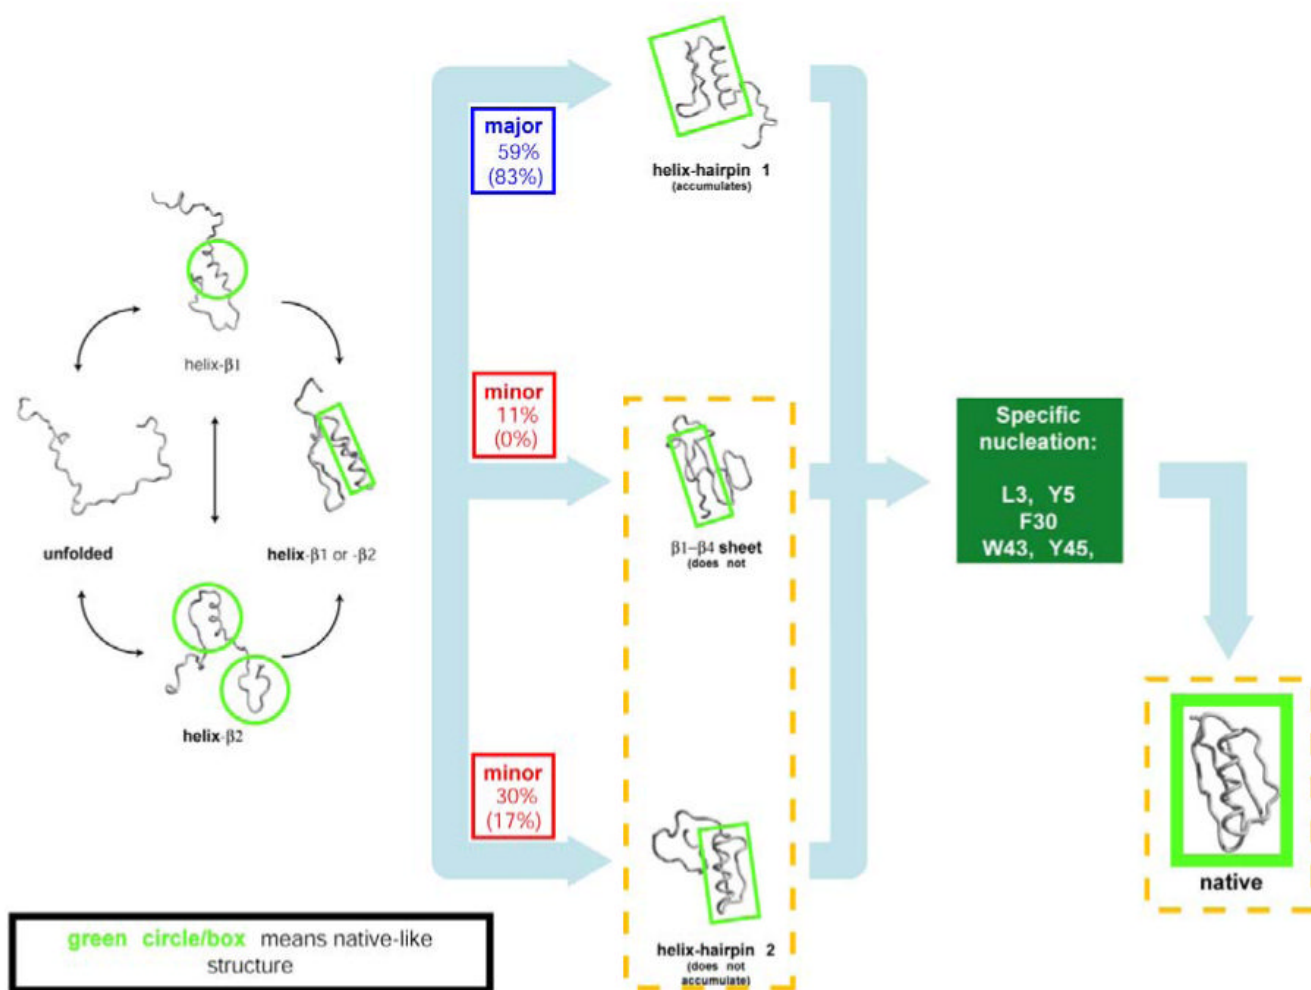 major
59%
(83%)
helix-hairpin 1
(accumulates)
helix-β1
minor
11%
(0%)
unfolded
helix-β1 or -β2
β1–β4 sheet
(does not
Specific
nucleation:
L3, Y5
F30
W43, Y45,
helix-β2
minor
30%
(17%)
helix-hairpin 2
(does not
accumulate)
native
green circle/box means native-like
structure